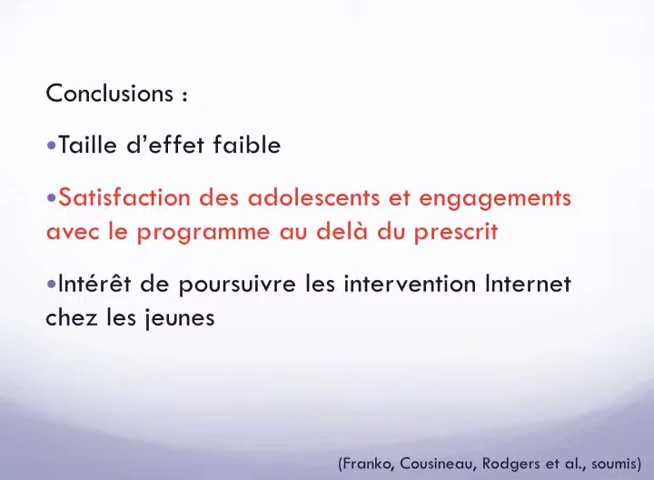 Conclusions :
•Taille d'effet faible
•Satisfaction des adolescents et engagements
avec le programme au delà du prescrit
•Intérêt de poursuivre les intervention Internet
chez les jeunes
(Franko, Cousineau, Rodgers et al., soumis)